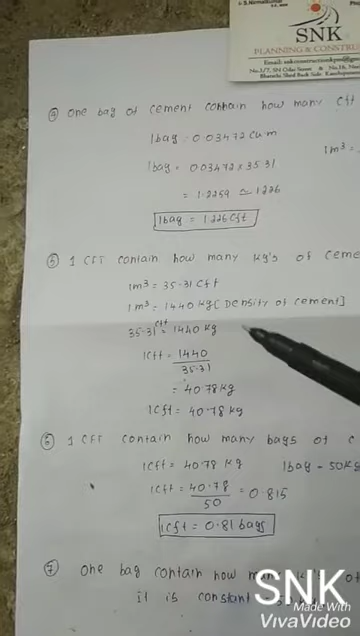 S.Nirmalkumar
SNK
PLANNING & CONSTRU
④ One bag of cement contain how many cft
1bag = 0.03472 cum
1bag = 0.03472 x 35.31
1m³ =
= 1.2259 ≃ 1.226
1bag = 1.226 cft
⑤ 1 CFT contain how many kg's of ceme
1m³ = 35.31 Cft
1m³ = 1440 kg [Density of cement]
35.31 cft = 1440 kg
1cft = 1440
35.31
= 40.78 kg
1cft = 40.78 kg
⑥ 1 CFT contain how many bags of c
1cft = 40.78 kg
1bag = 50k
1cft = 40.78 = 0.815
50
1cft = 0.81 bags
⑦ One bag contain how man
it is constant
SNK
Made With
VivaVideo